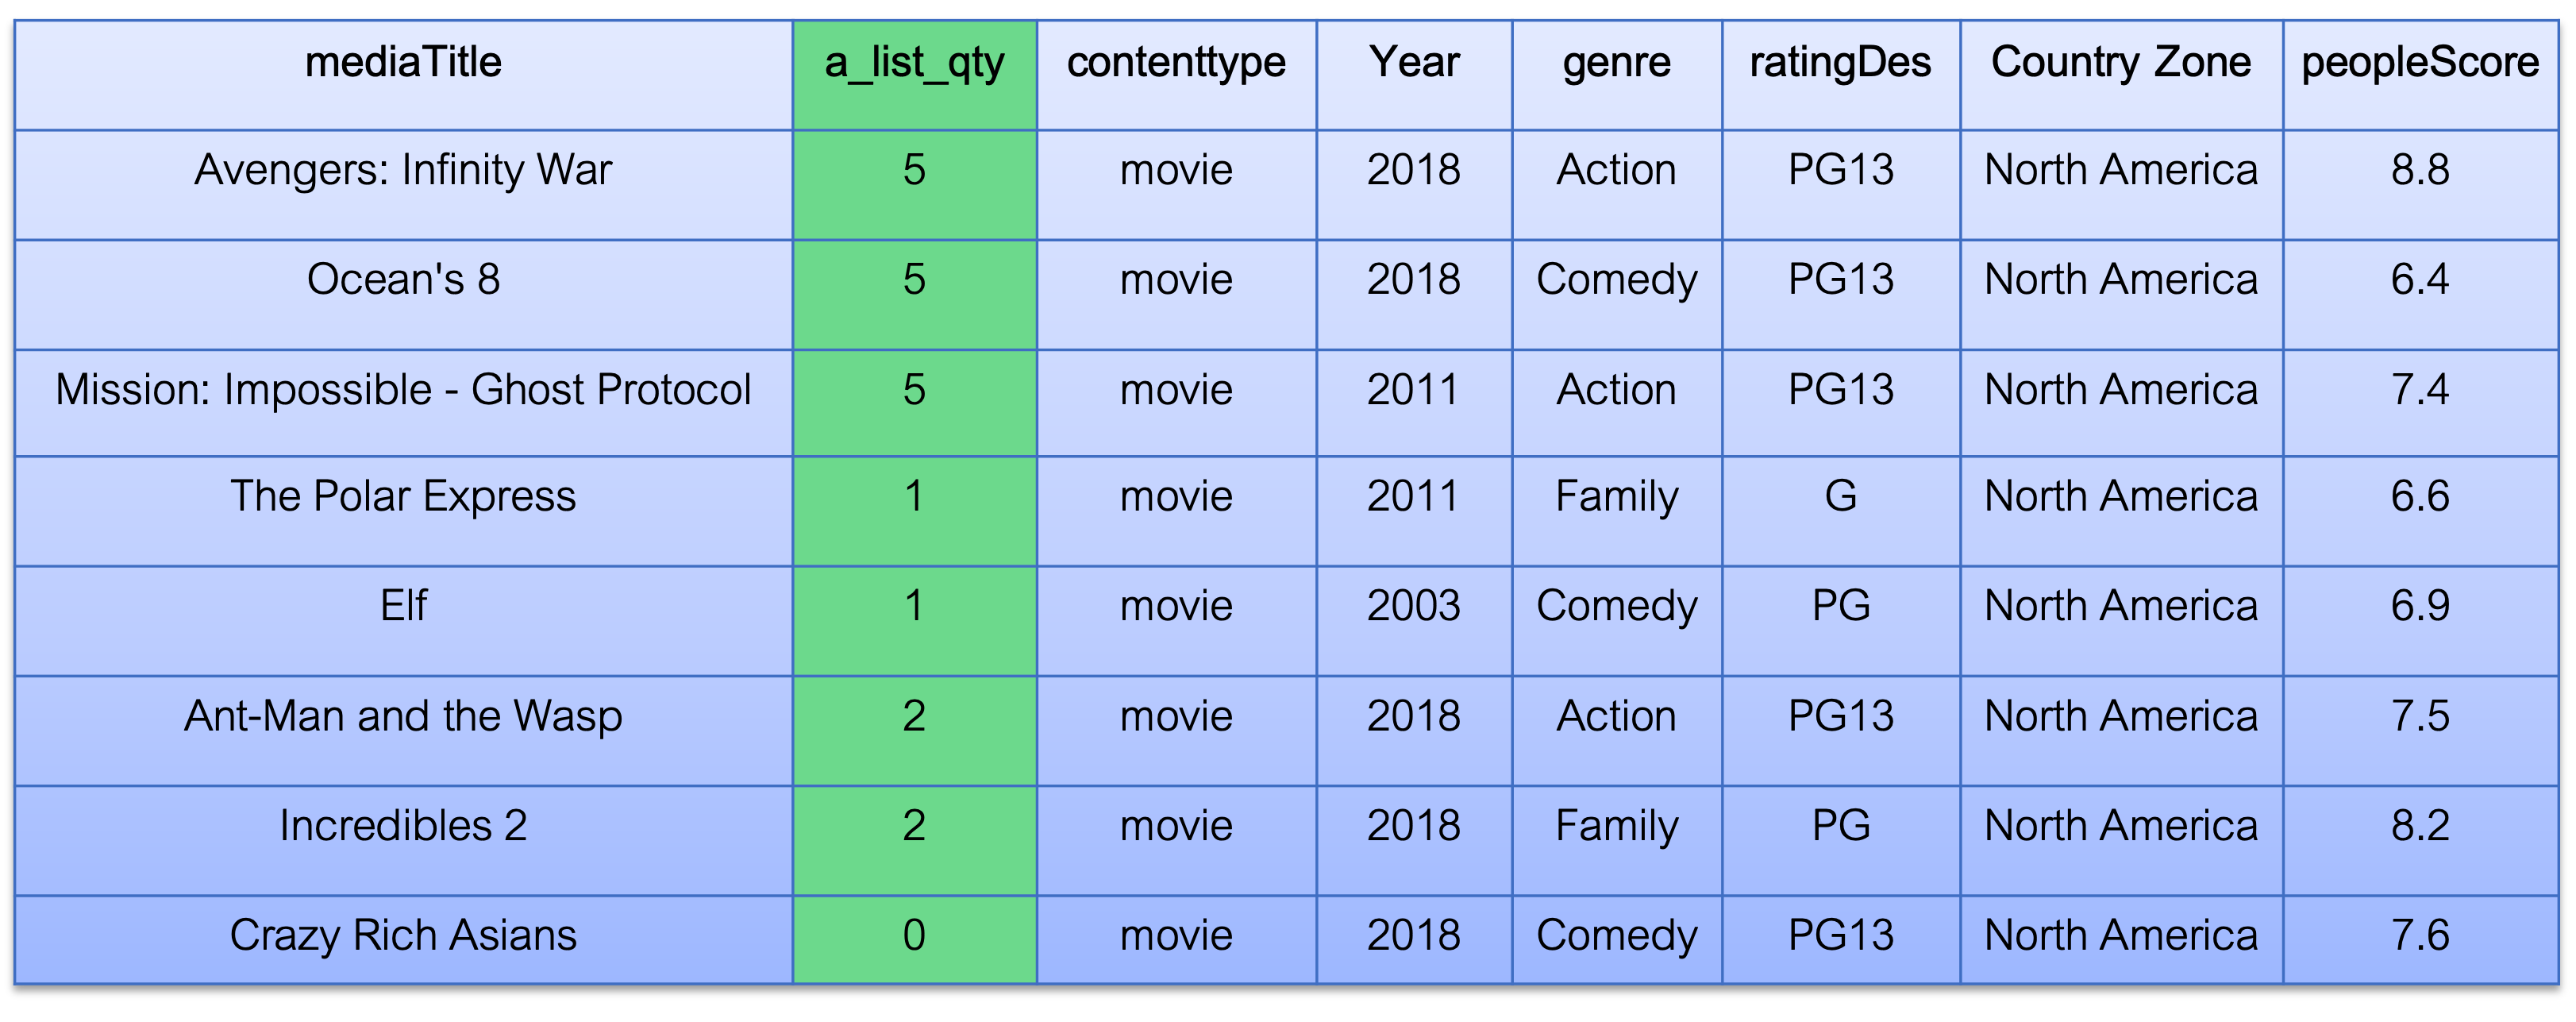 mediaTitle a_list_qty contenttype Year genre ratingDes Country Zone peopleScore
Avengers: Infinity War 5 movie 2018 Action PG13 North America 8.8
Ocean's 8 5 movie 2018 Comedy PG13 North America 6.4
Mission: Impossible - Ghost Protocol 5 movie 2011 Action PG13 North America 7.4
The Polar Express 1 movie 2011 Family G North America 6.6
Elf 1 movie 2003 Comedy PG North America 6.9
Ant-Man and the Wasp 2 movie 2018 Action PG13 North America 7.5
Incredibles 2 2 movie 2018 Family PG North America 8.2
Crazy Rich Asians 0 movie 2018 Comedy PG13 North America 7.6